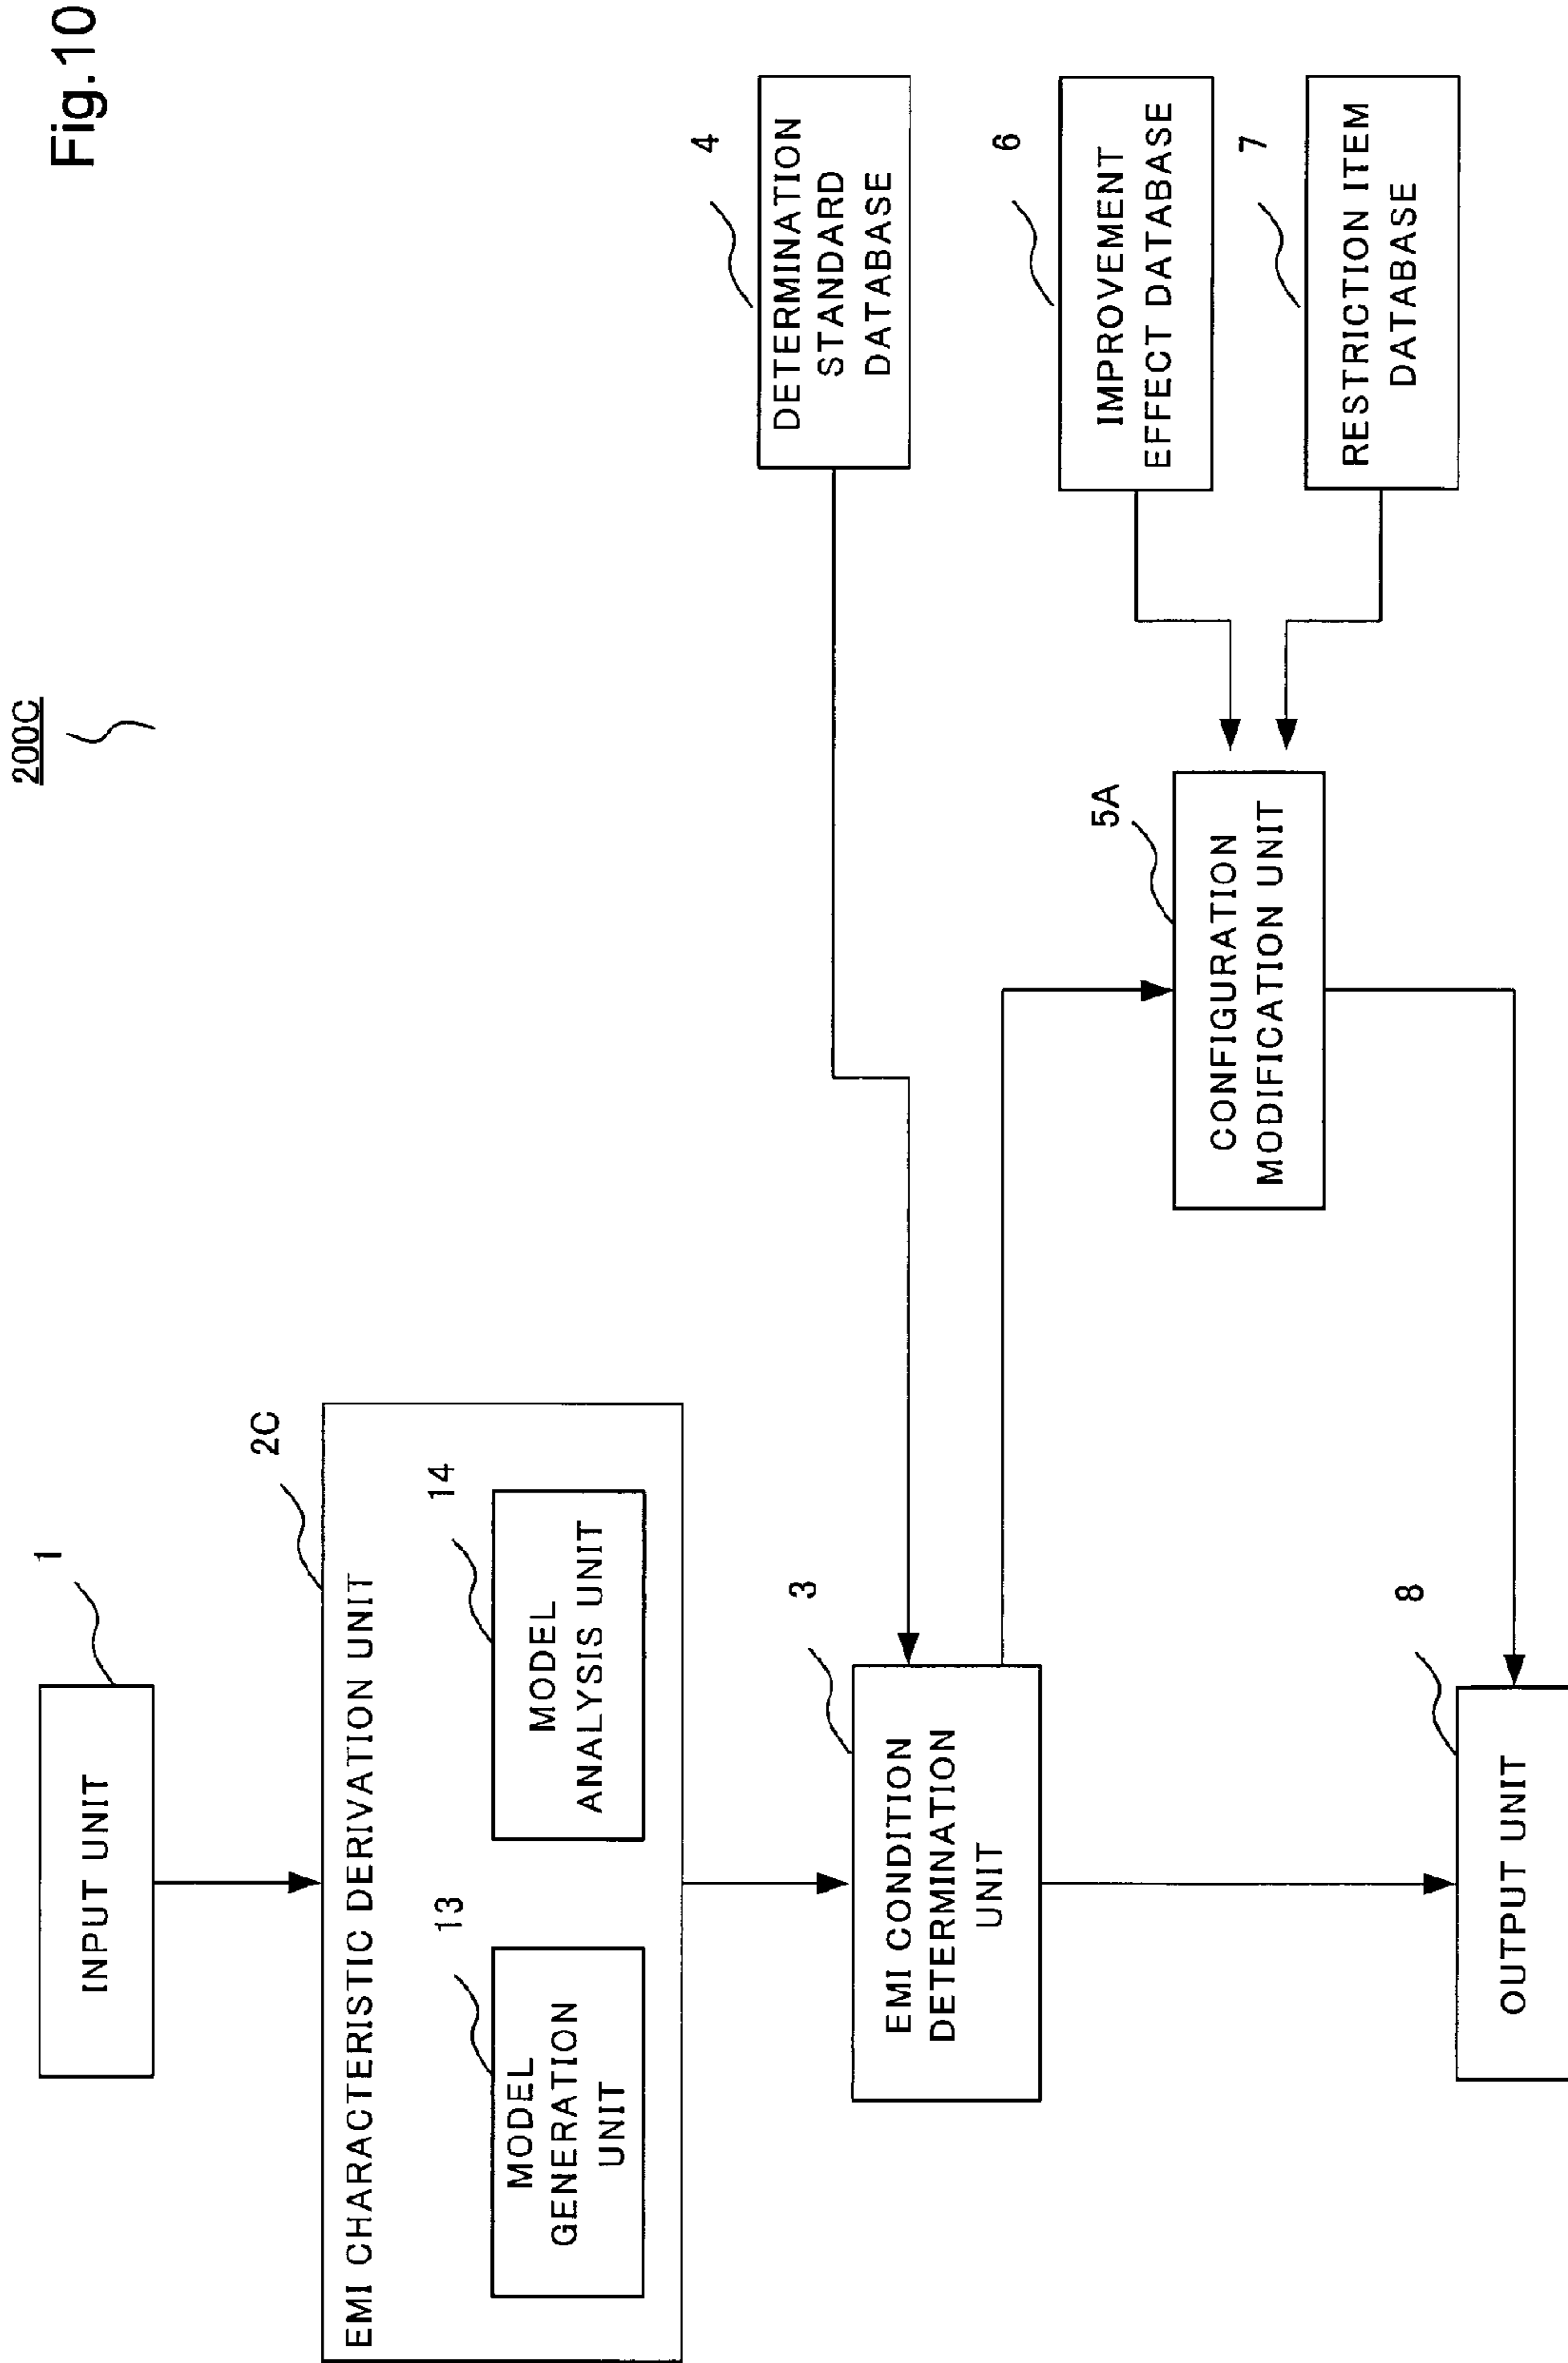 Fig.10
200C
1
INPUT UNIT
2C
EMI CHARACTERISTIC DERIVATION UNIT
13
MODEL
GENERATION
UNIT
14
MODEL
ANALYSIS UNIT
4
DETERMINATION
STANDARD
DATABASE
3
EMI CONDITION
DETERMINATION
UNIT
5A
CONFIGURATION
MODIFICATION UNIT
6
IMPROVEMENT
EFFECT DATABASE
7
RESTRICTION ITEM
DATABASE
8
OUTPUT UNIT